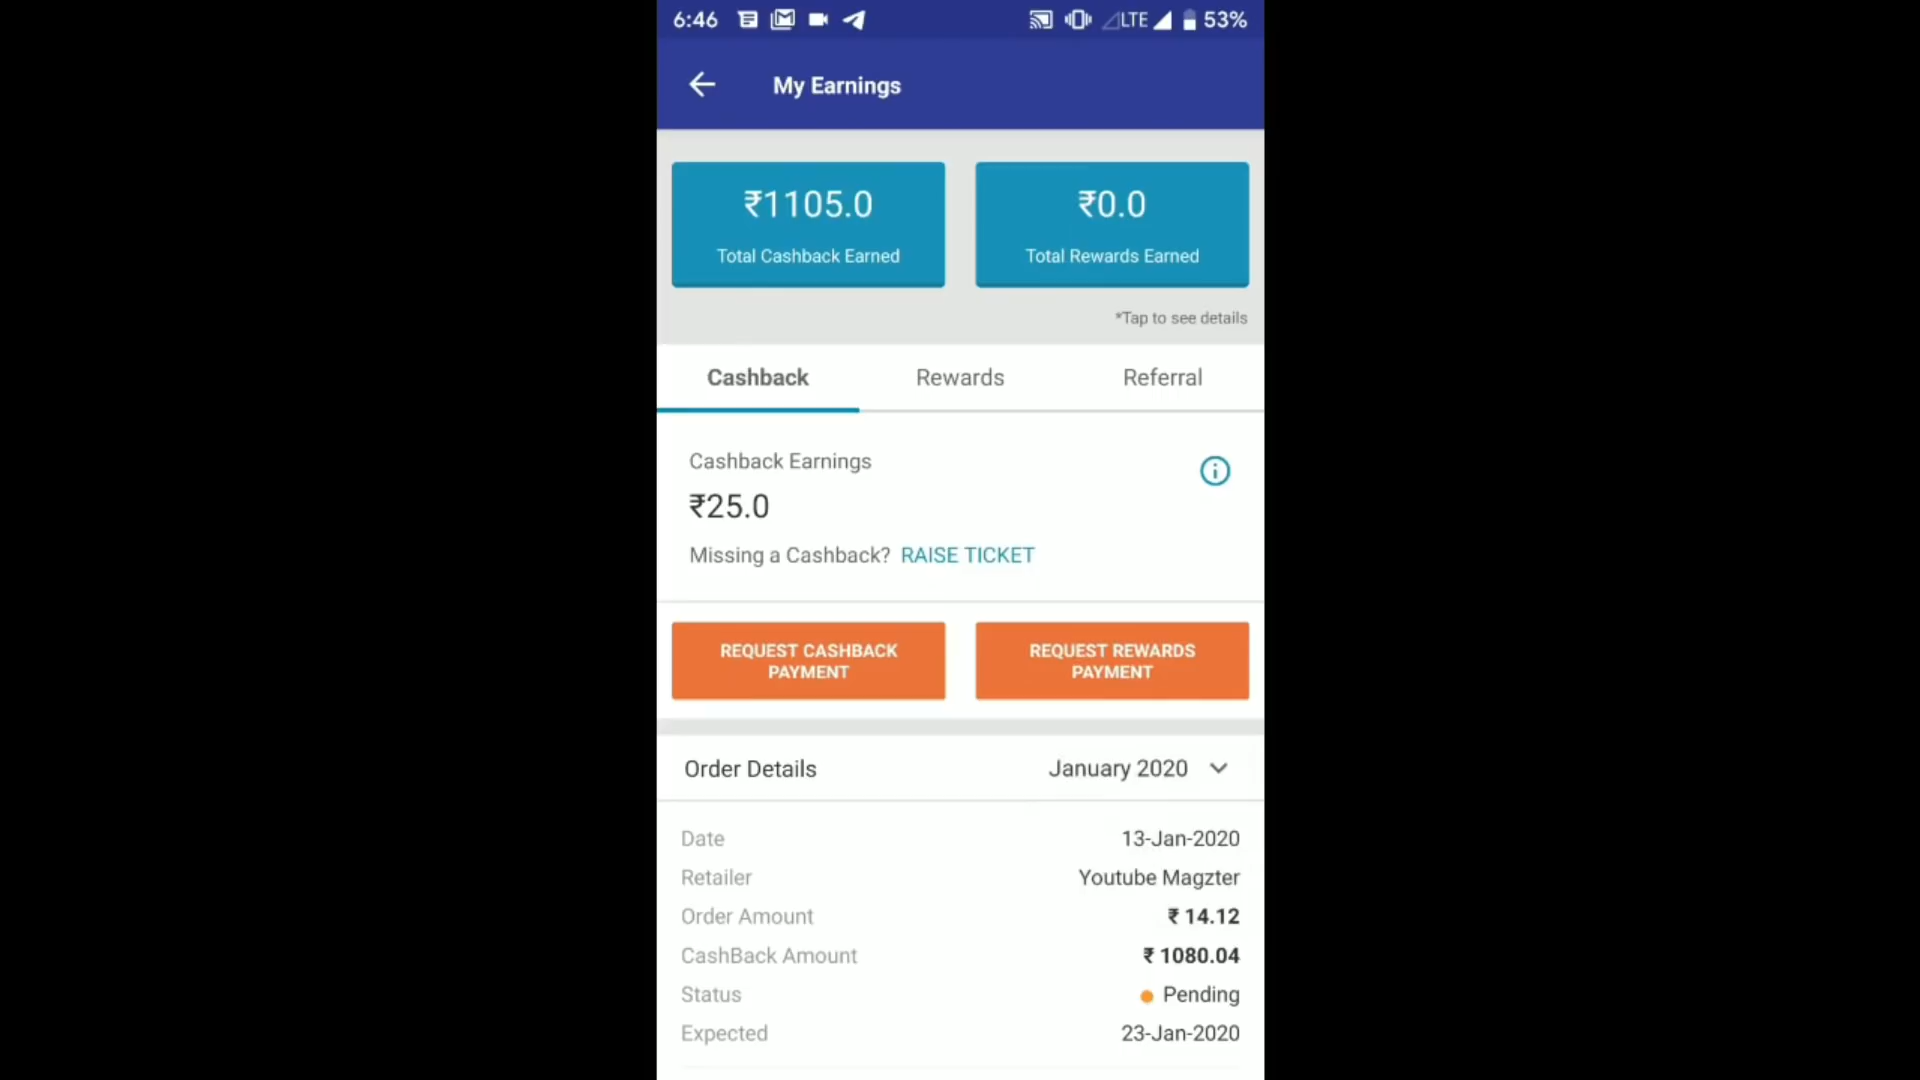 6:46 LTE 53%
My Earnings
₹1105.0 ₹0.0
Total Cashback Earned Total Rewards Earned
*Tap to see details
Cashback Rewards Referral
Cashback Earnings
₹25.0
Missing a Cashback? RAISE TICKET
REQUEST CASHBACK REQUEST REWARDS
PAYMENT PAYMENT
Order Details January 2020
Date 13-Jan-2020
Retailer Youtube Magzter
Order Amount ₹ 14.12
CashBack Amount ₹ 1080.04
Status Pending
Expected 23-Jan-2020